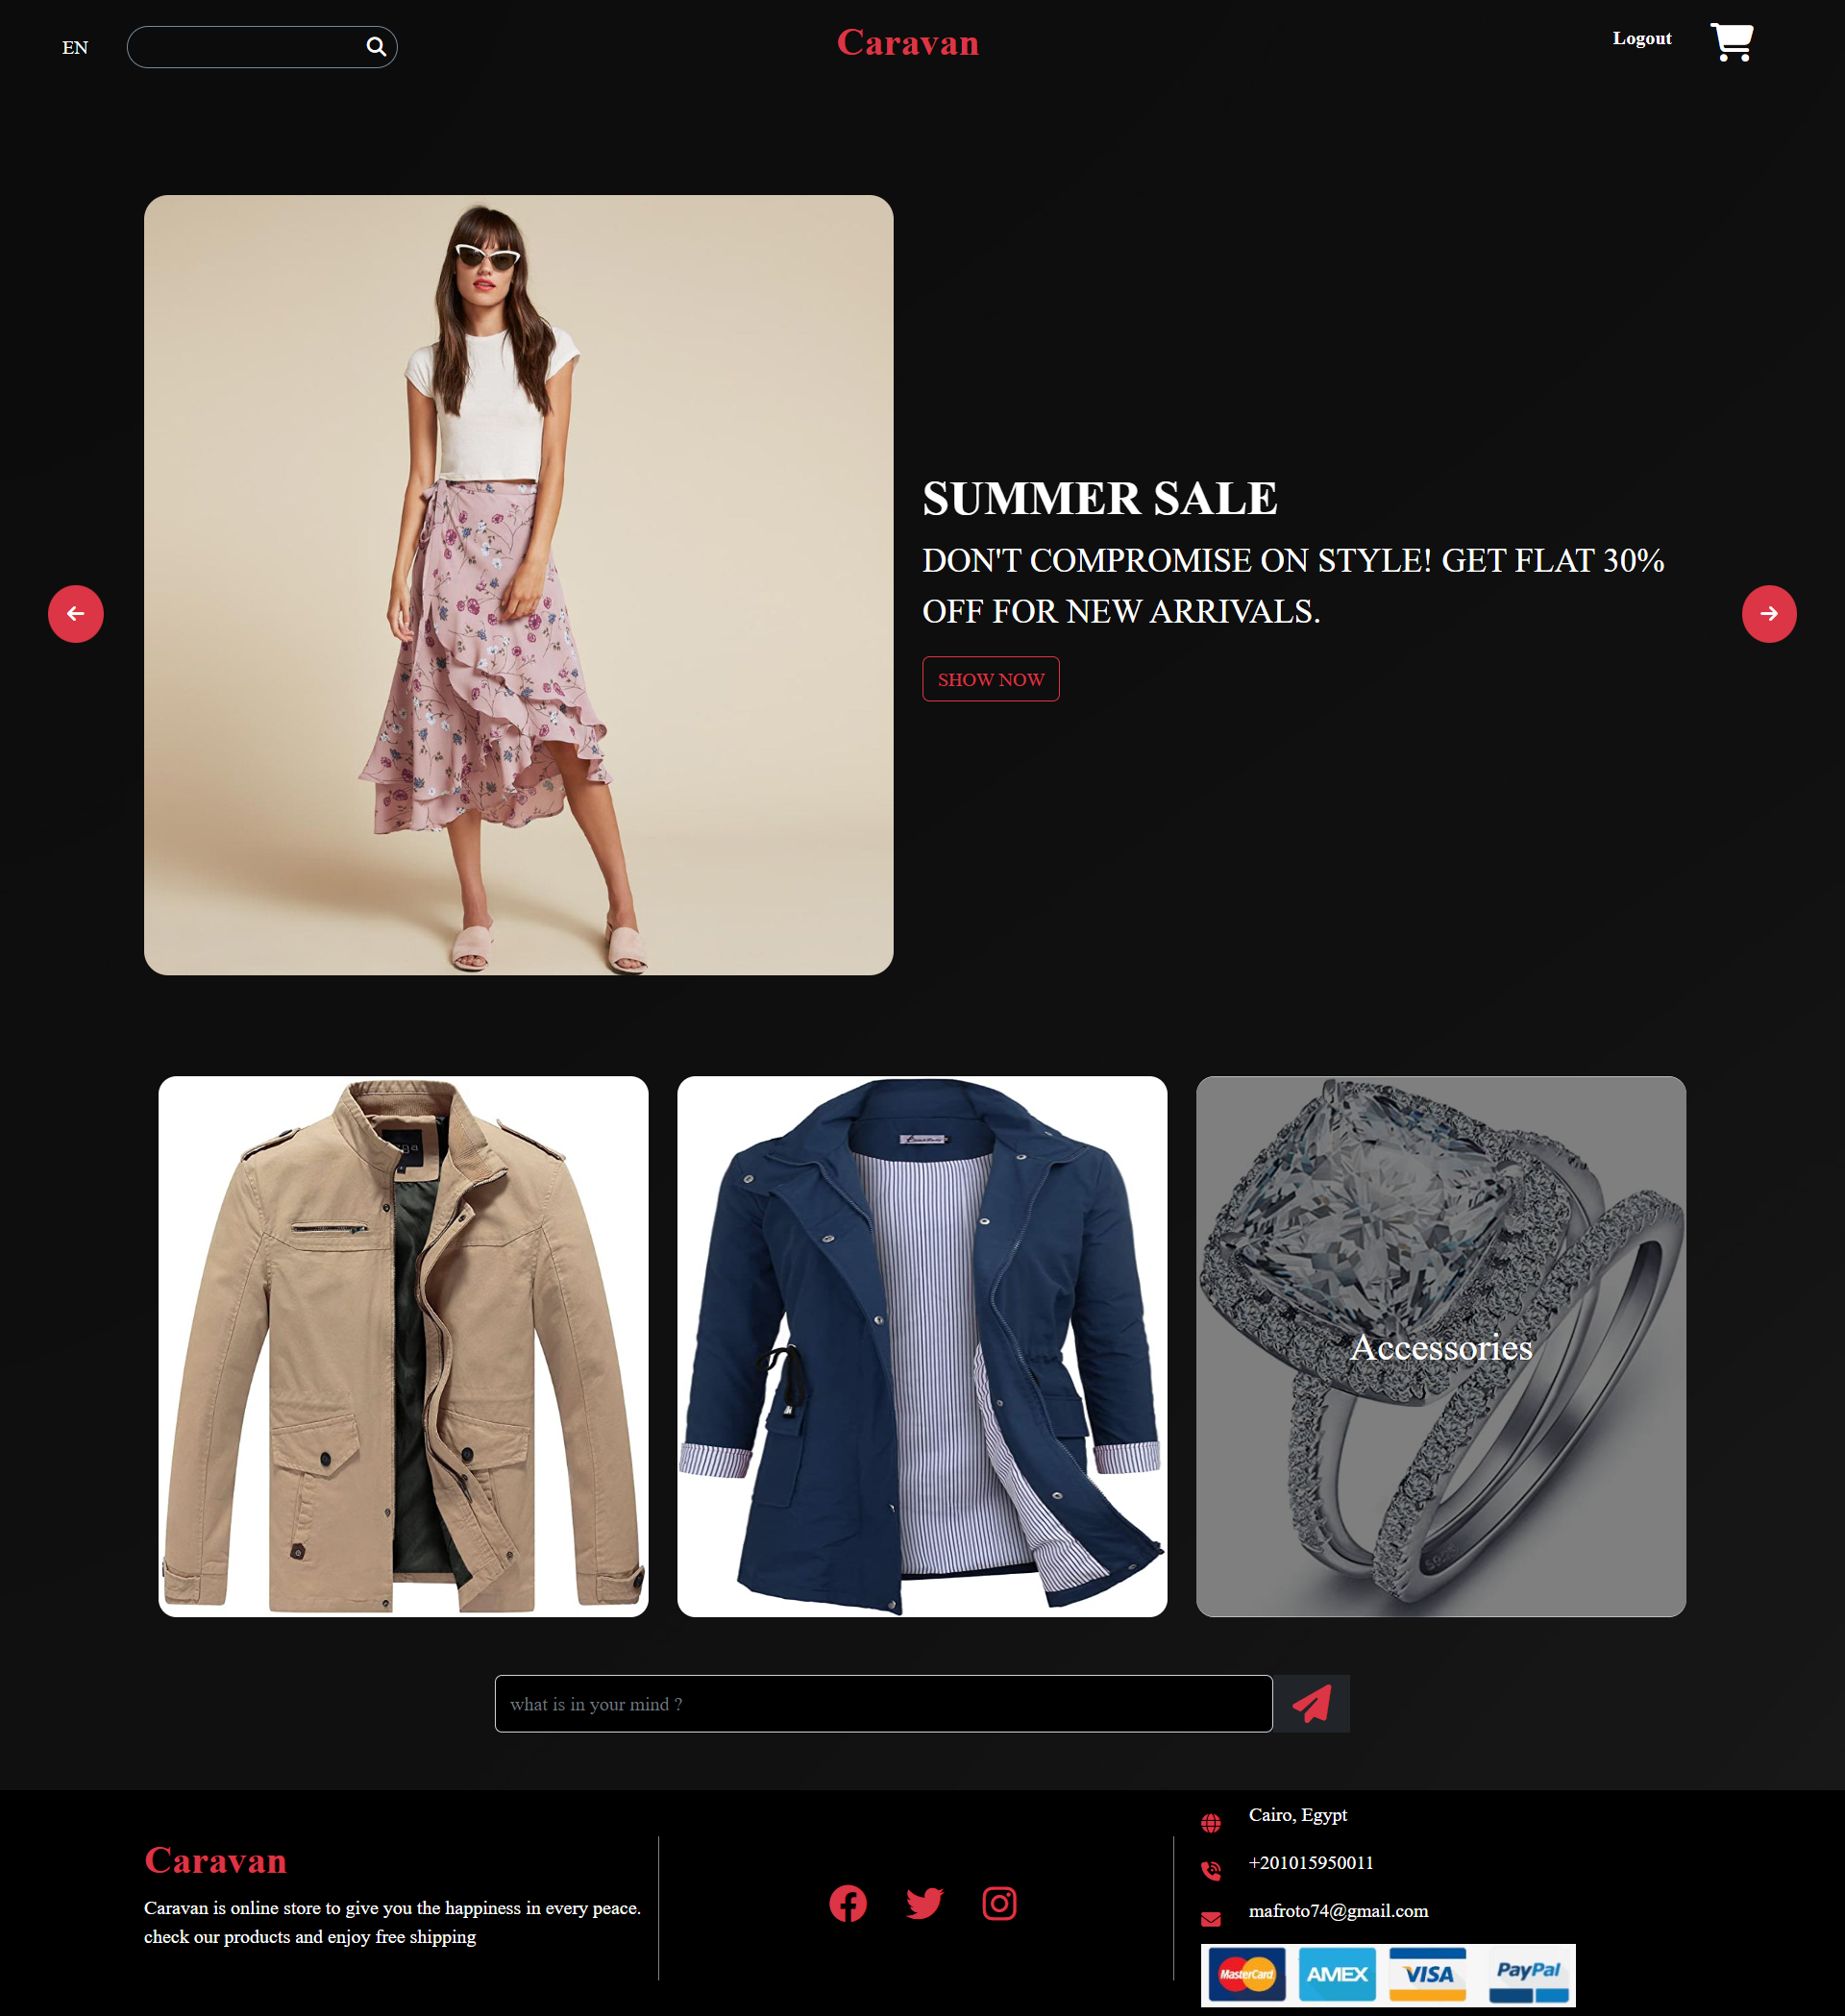 EN
Caravan
Logout
SUMMER SALE
DON'T COMPROMISE ON STYLE! GET FLAT 30%
OFF FOR NEW ARRIVALS.
SHOW NOW
Accessories
what is in your mind ?
Caravan
Caravan is online store to give you the happiness in every peace.
check our products and enjoy free shipping
Cairo, Egypt
+201015950011
mafroto74@gmail.com
MasterCard AMEX VISA PayPal